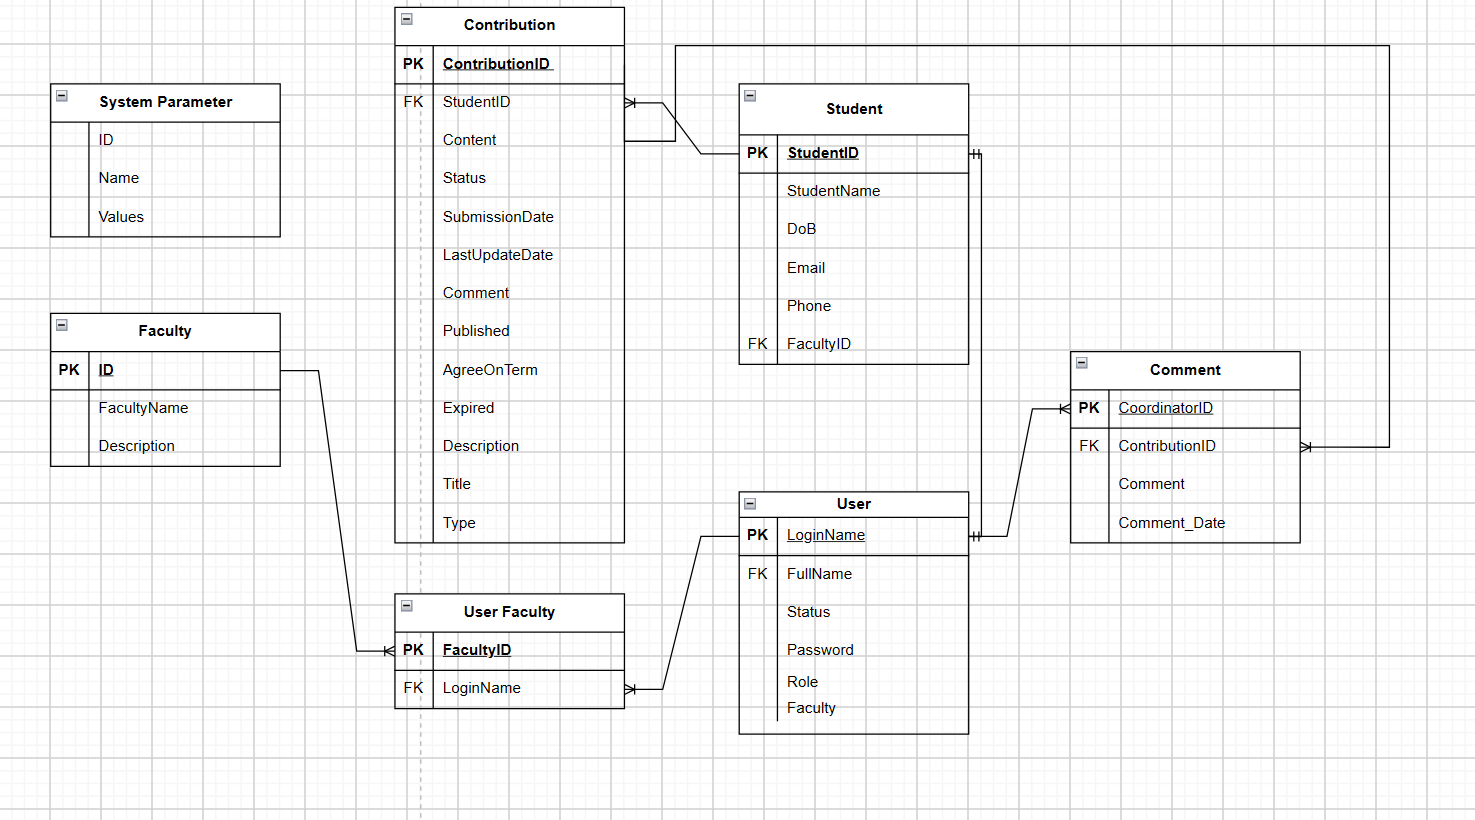 System Parameter
ID
Name
Values
Faculty
PK ID
FacultyName
Description
Contribution
PK ContributionID
FK StudentID
Content
Status
SubmissionDate
LastUpdateDate
Comment
Published
AgreeOnTerm
Expired
Description
Title
Type
User Faculty
PK FacultyID
FK LoginName
Student
PK StudentID
StudentName
DoB
Email
Phone
FK FacultyID
User
PK LoginName
FK FullName
Status
Password
Role
Faculty
Comment
PK CoordinatorID
FK ContributionID
Comment
Comment_Date